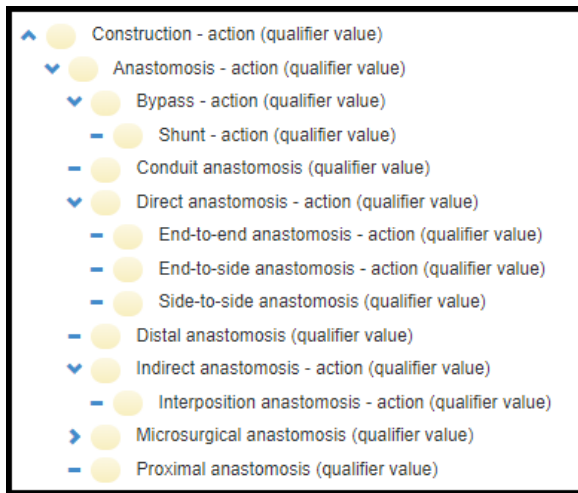 Construction - action (qualifier value)
Anastomosis - action (qualifier value)
Bypass - action (qualifier value)
Shunt - action (qualifier value)
Conduit anastomosis (qualifier value)
Direct anastomosis - action (qualifier value)
End-to-end anastomosis - action (qualifier value)
End-to-side anastomosis - action (qualifier value)
Side-to-side anastomosis (qualifier value)
Distal anastomosis (qualifier value)
Indirect anastomosis - action (qualifier value)
Interposition anastomosis - action (qualifier value)
Microsurgical anastomosis (qualifier value)
Proximal anastomosis (qualifier value)